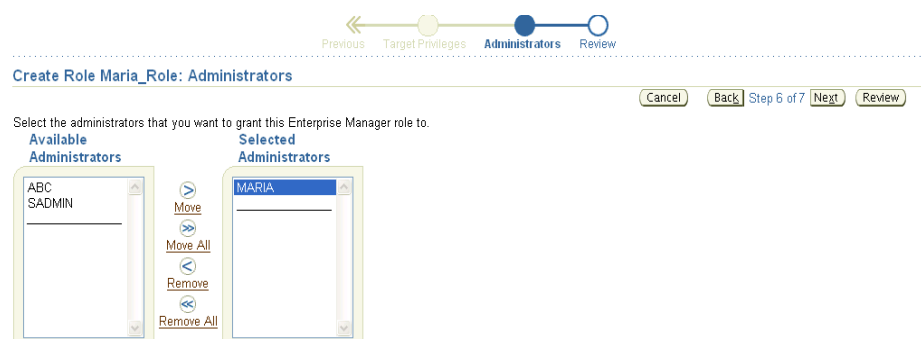 Previous Target Privileges Administrators Review
Create Role Maria_Role: Administrators
Cancel Back Step 6 of 7 Next Review
Select the administrators that you want to grant this Enterprise Manager role to.
Available Administrators
Selected Administrators
ABC
SADMIN
MARIA
Move
Move All
Remove
Remove All